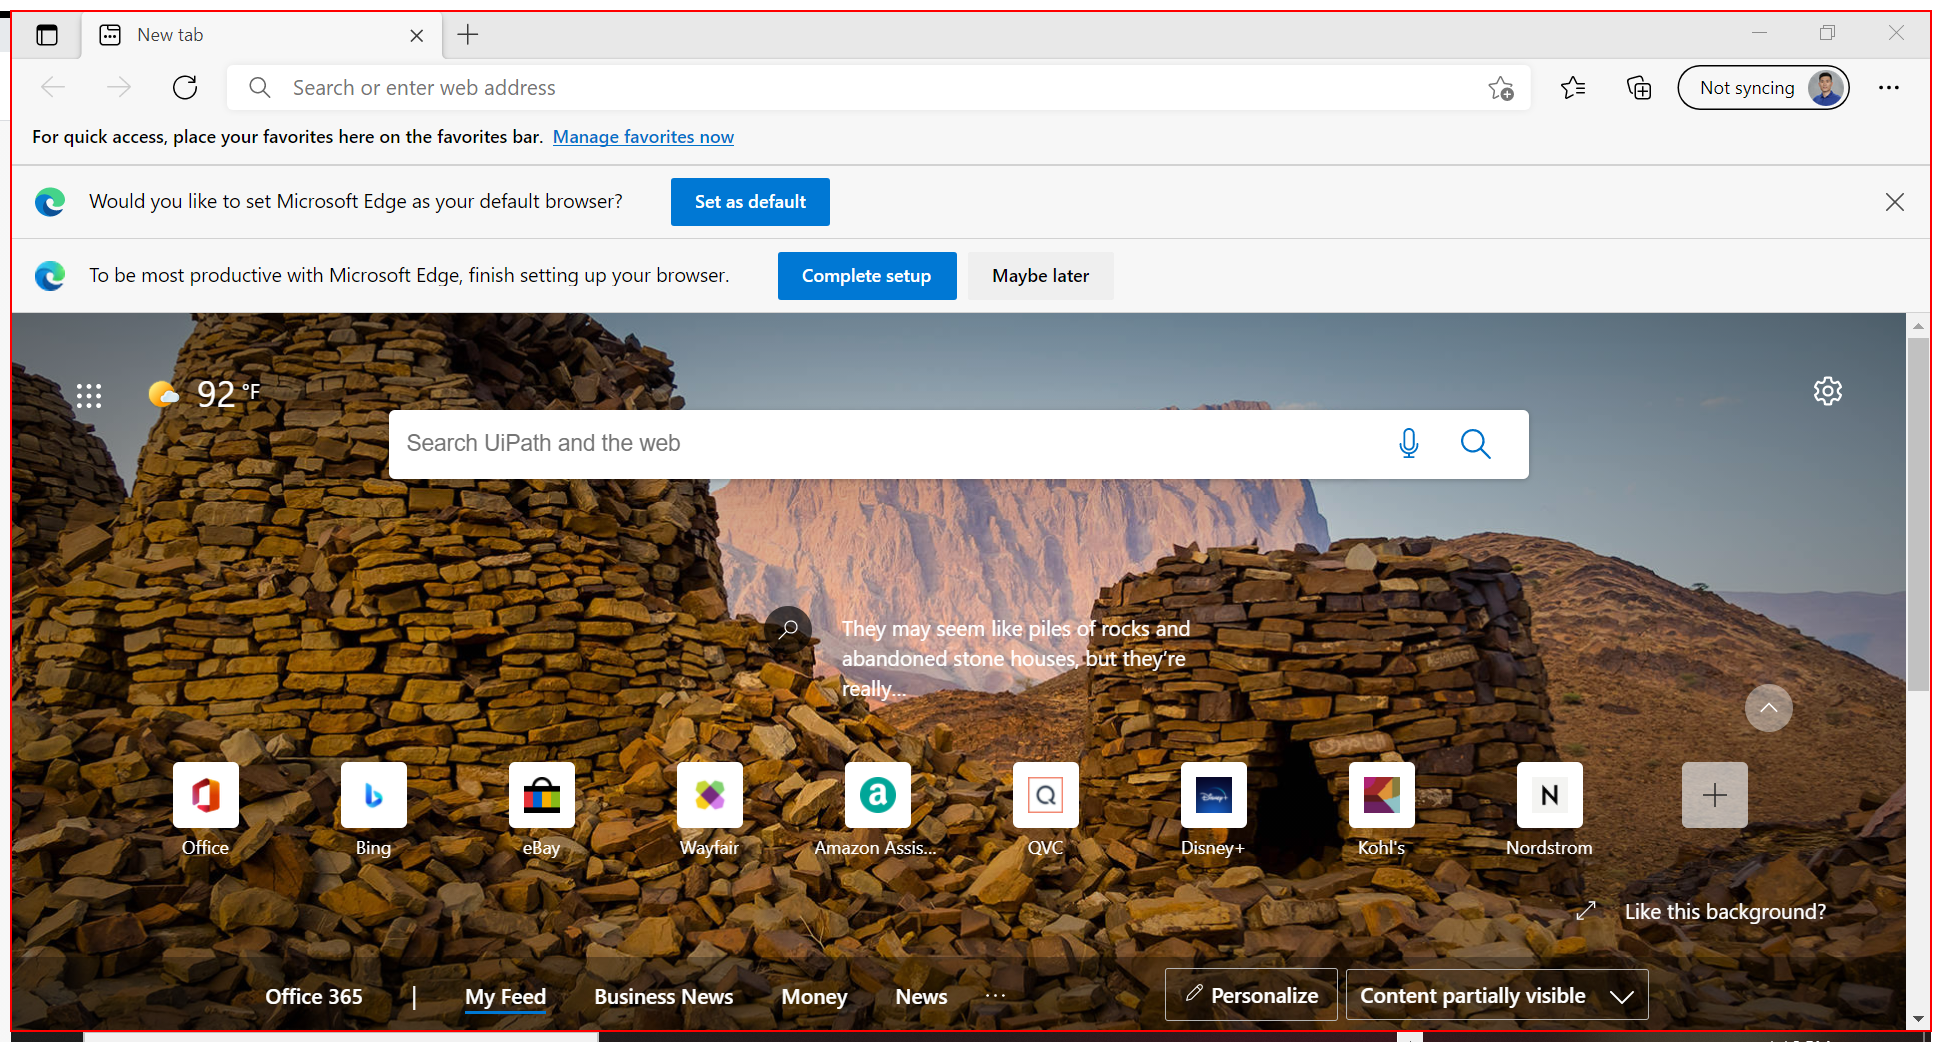 New tab
Search or enter web address
Not syncing
For quick access, place your favorites here on the favorites bar. Manage favorites now
Would you like to set Microsoft Edge as your default browser? Set as default
To be most productive with Microsoft Edge, finish setting up your browser. Complete setup Maybe later
92 °F
Search UiPath and the web
They may seem like piles of rocks and
abandoned stone houses, but they're
really...
Office Bing eBay Wayfair Amazon Assis... QVC Disney+ Kohl's Nordstrom
Like this background?
Office 365 | My Feed Business News Money News ... Personalize Content partially visible